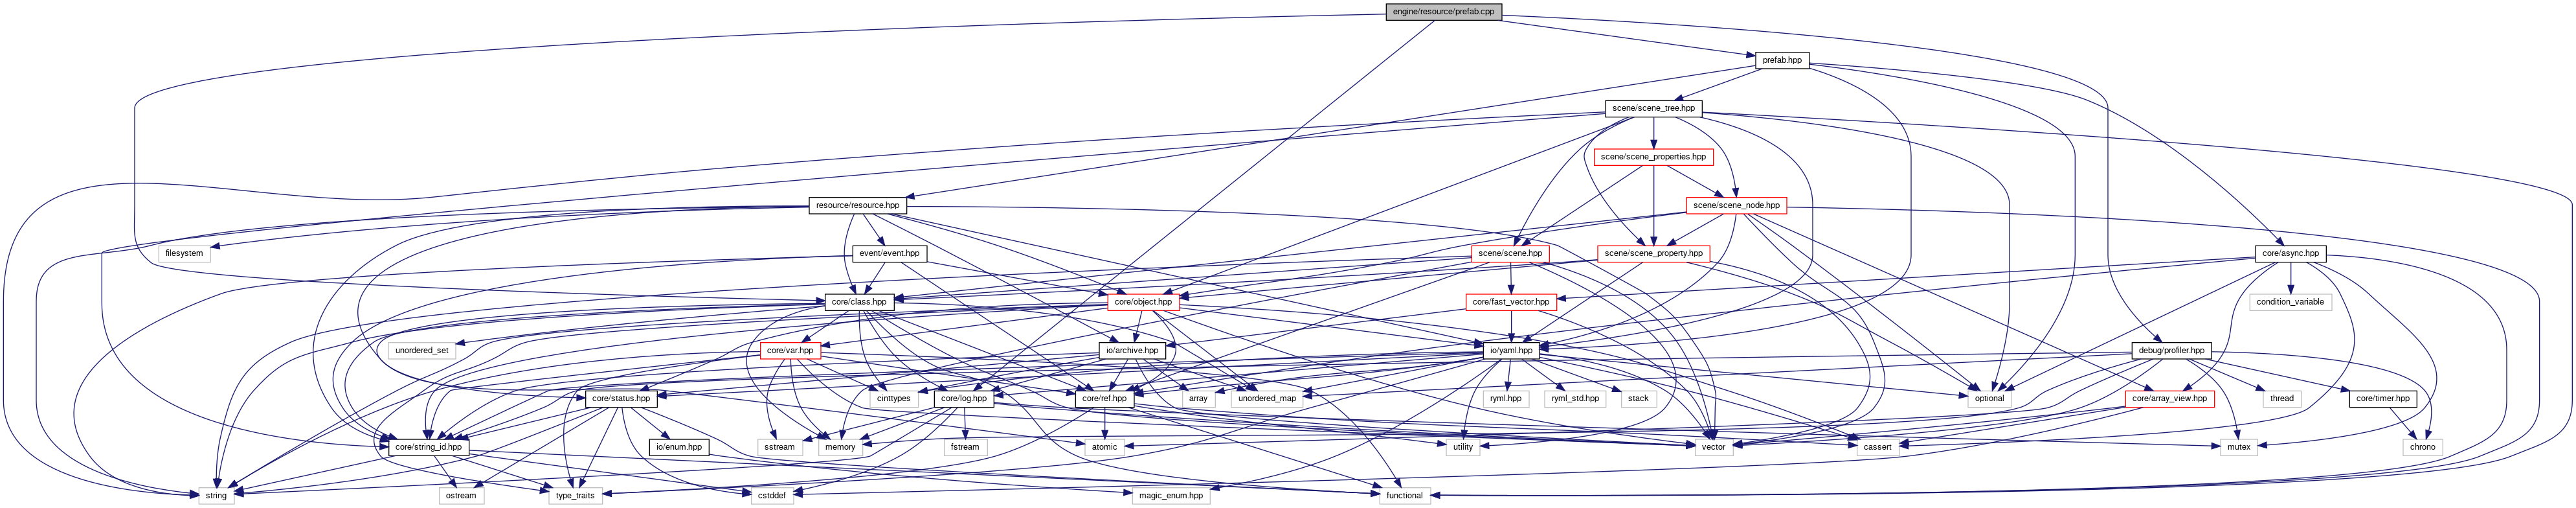 engine/resource/prefab.cpp
prefab.hpp
scene/scene_tree.hpp
scene/scene_properties.hpp
resource/resource.hpp
scene/scene_node.hpp
filesystem
event/event.hpp
scene/scene.hpp
scene/scene_property.hpp
core/async.hpp
core/class.hpp
core/object.hpp
core/fast_vector.hpp
condition_variable
unordered_set
core/var.hpp
io/archive.hpp
io/yaml.hpp
debug/profiler.hpp
core/status.hpp
cinttypes
core/log.hpp
core/ref.hpp
array
unordered_map
ryml.hpp
ryml_std.hpp
stack
optional
core/array_view.hpp
thread
core/timer.hpp
core/string_id.hpp
io/enum.hpp
sstream
memory
fstream
atomic
utility
vector
cassert
mutex
chrono
string
ostream
type_traits
cstddef
magic_enum.hpp
functional